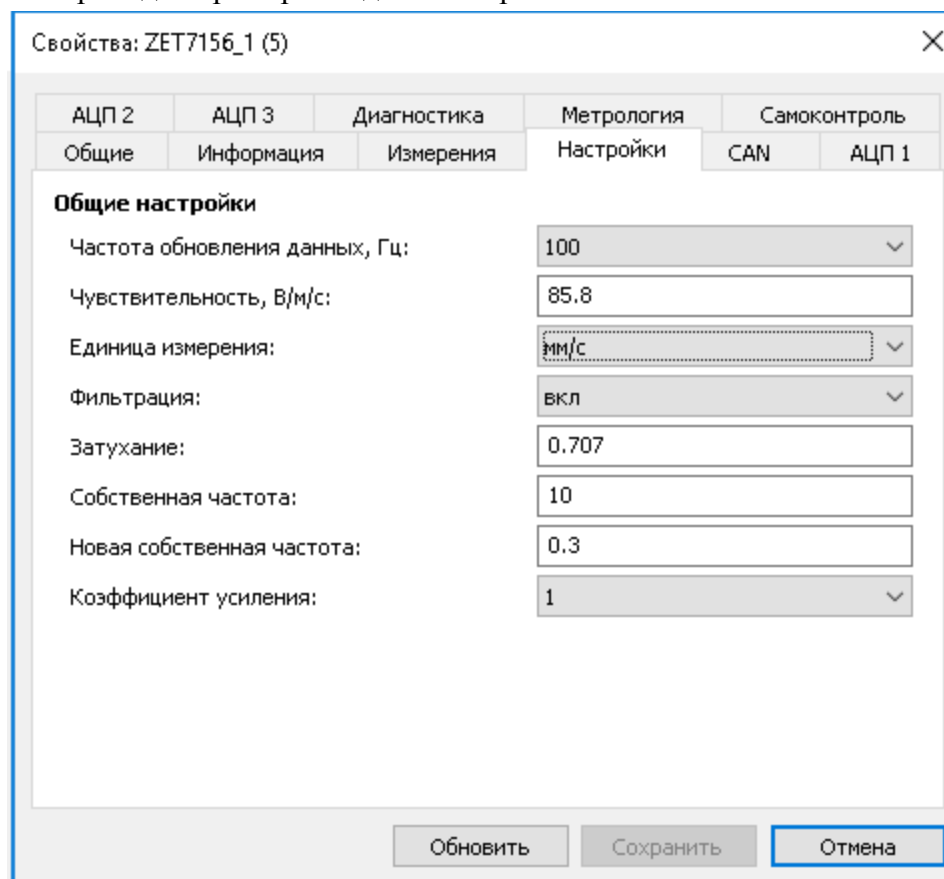 Свойства: ZET7156_1 (5)
АЦП 2 АЦП 3 Диагностика Метрология Самоконтроль
Общие Информация Измерения Настройки CAN АЦП 1
Общие настройки
Частота обновления данных, Гц: 100
Чувствительность, В/м/с: 85.8
Единица измерения: мм/с
Фильтрация: вкл
Затухание: 0.707
Собственная частота: 10
Новая собственная частота: 0.3
Коэффициент усиления: 1
Обновить Сохранить Отмена